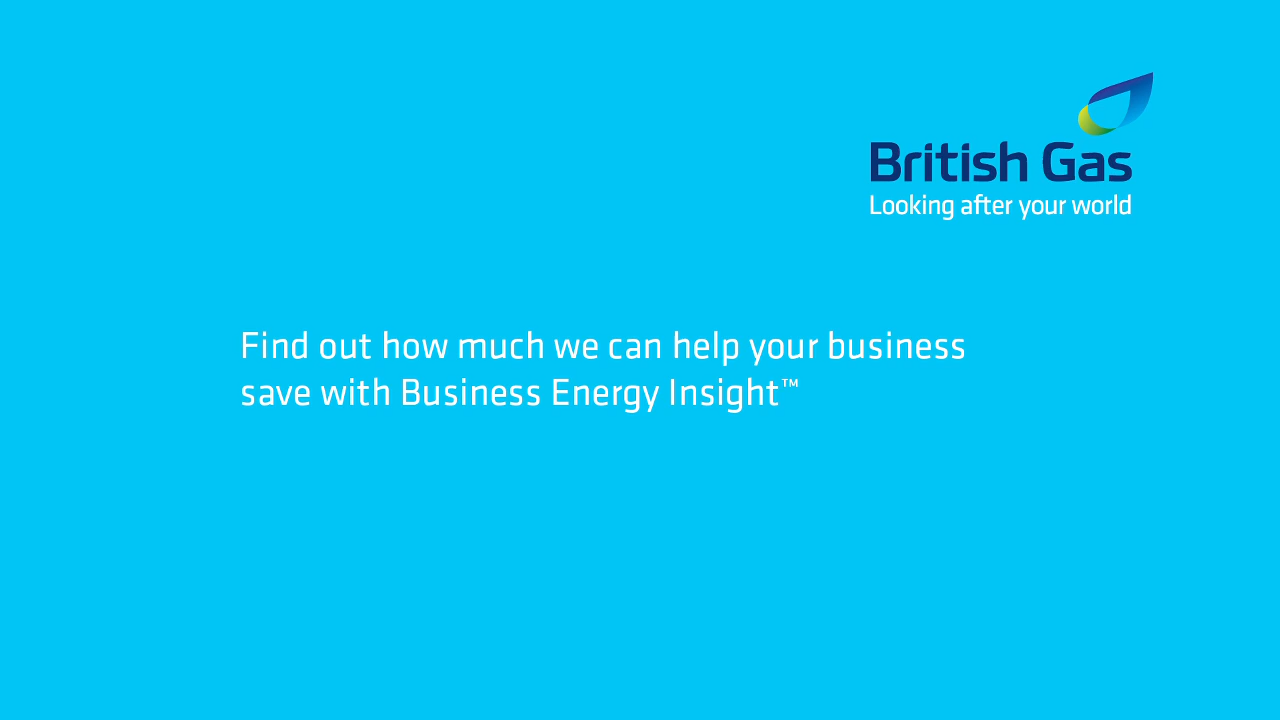 British Gas
Looking after your world
Find out how much we can help your business
save with Business Energy Insight™